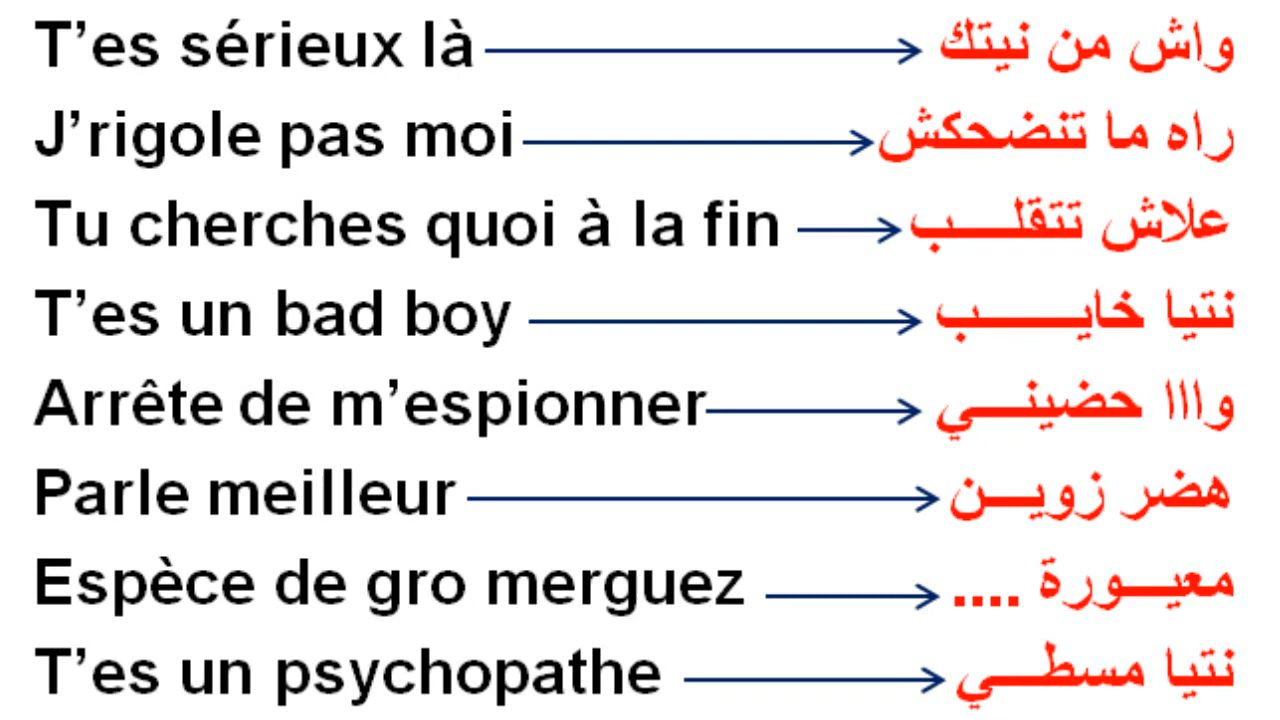 T'es sérieux là واش من نيتك
J'rigole pas moi راه ما تنضحكش
Tu cherches quoi à la fin علاش تتقلـــب
T'es un bad boy نتيا خايـــــب
Arrête de m'espionner وااا حضينـــي
Parle meilleur هضر زويـــن
Espèce de gro merguez معيـــورة ....
T'es un psychopathe نتيا مسطـــي